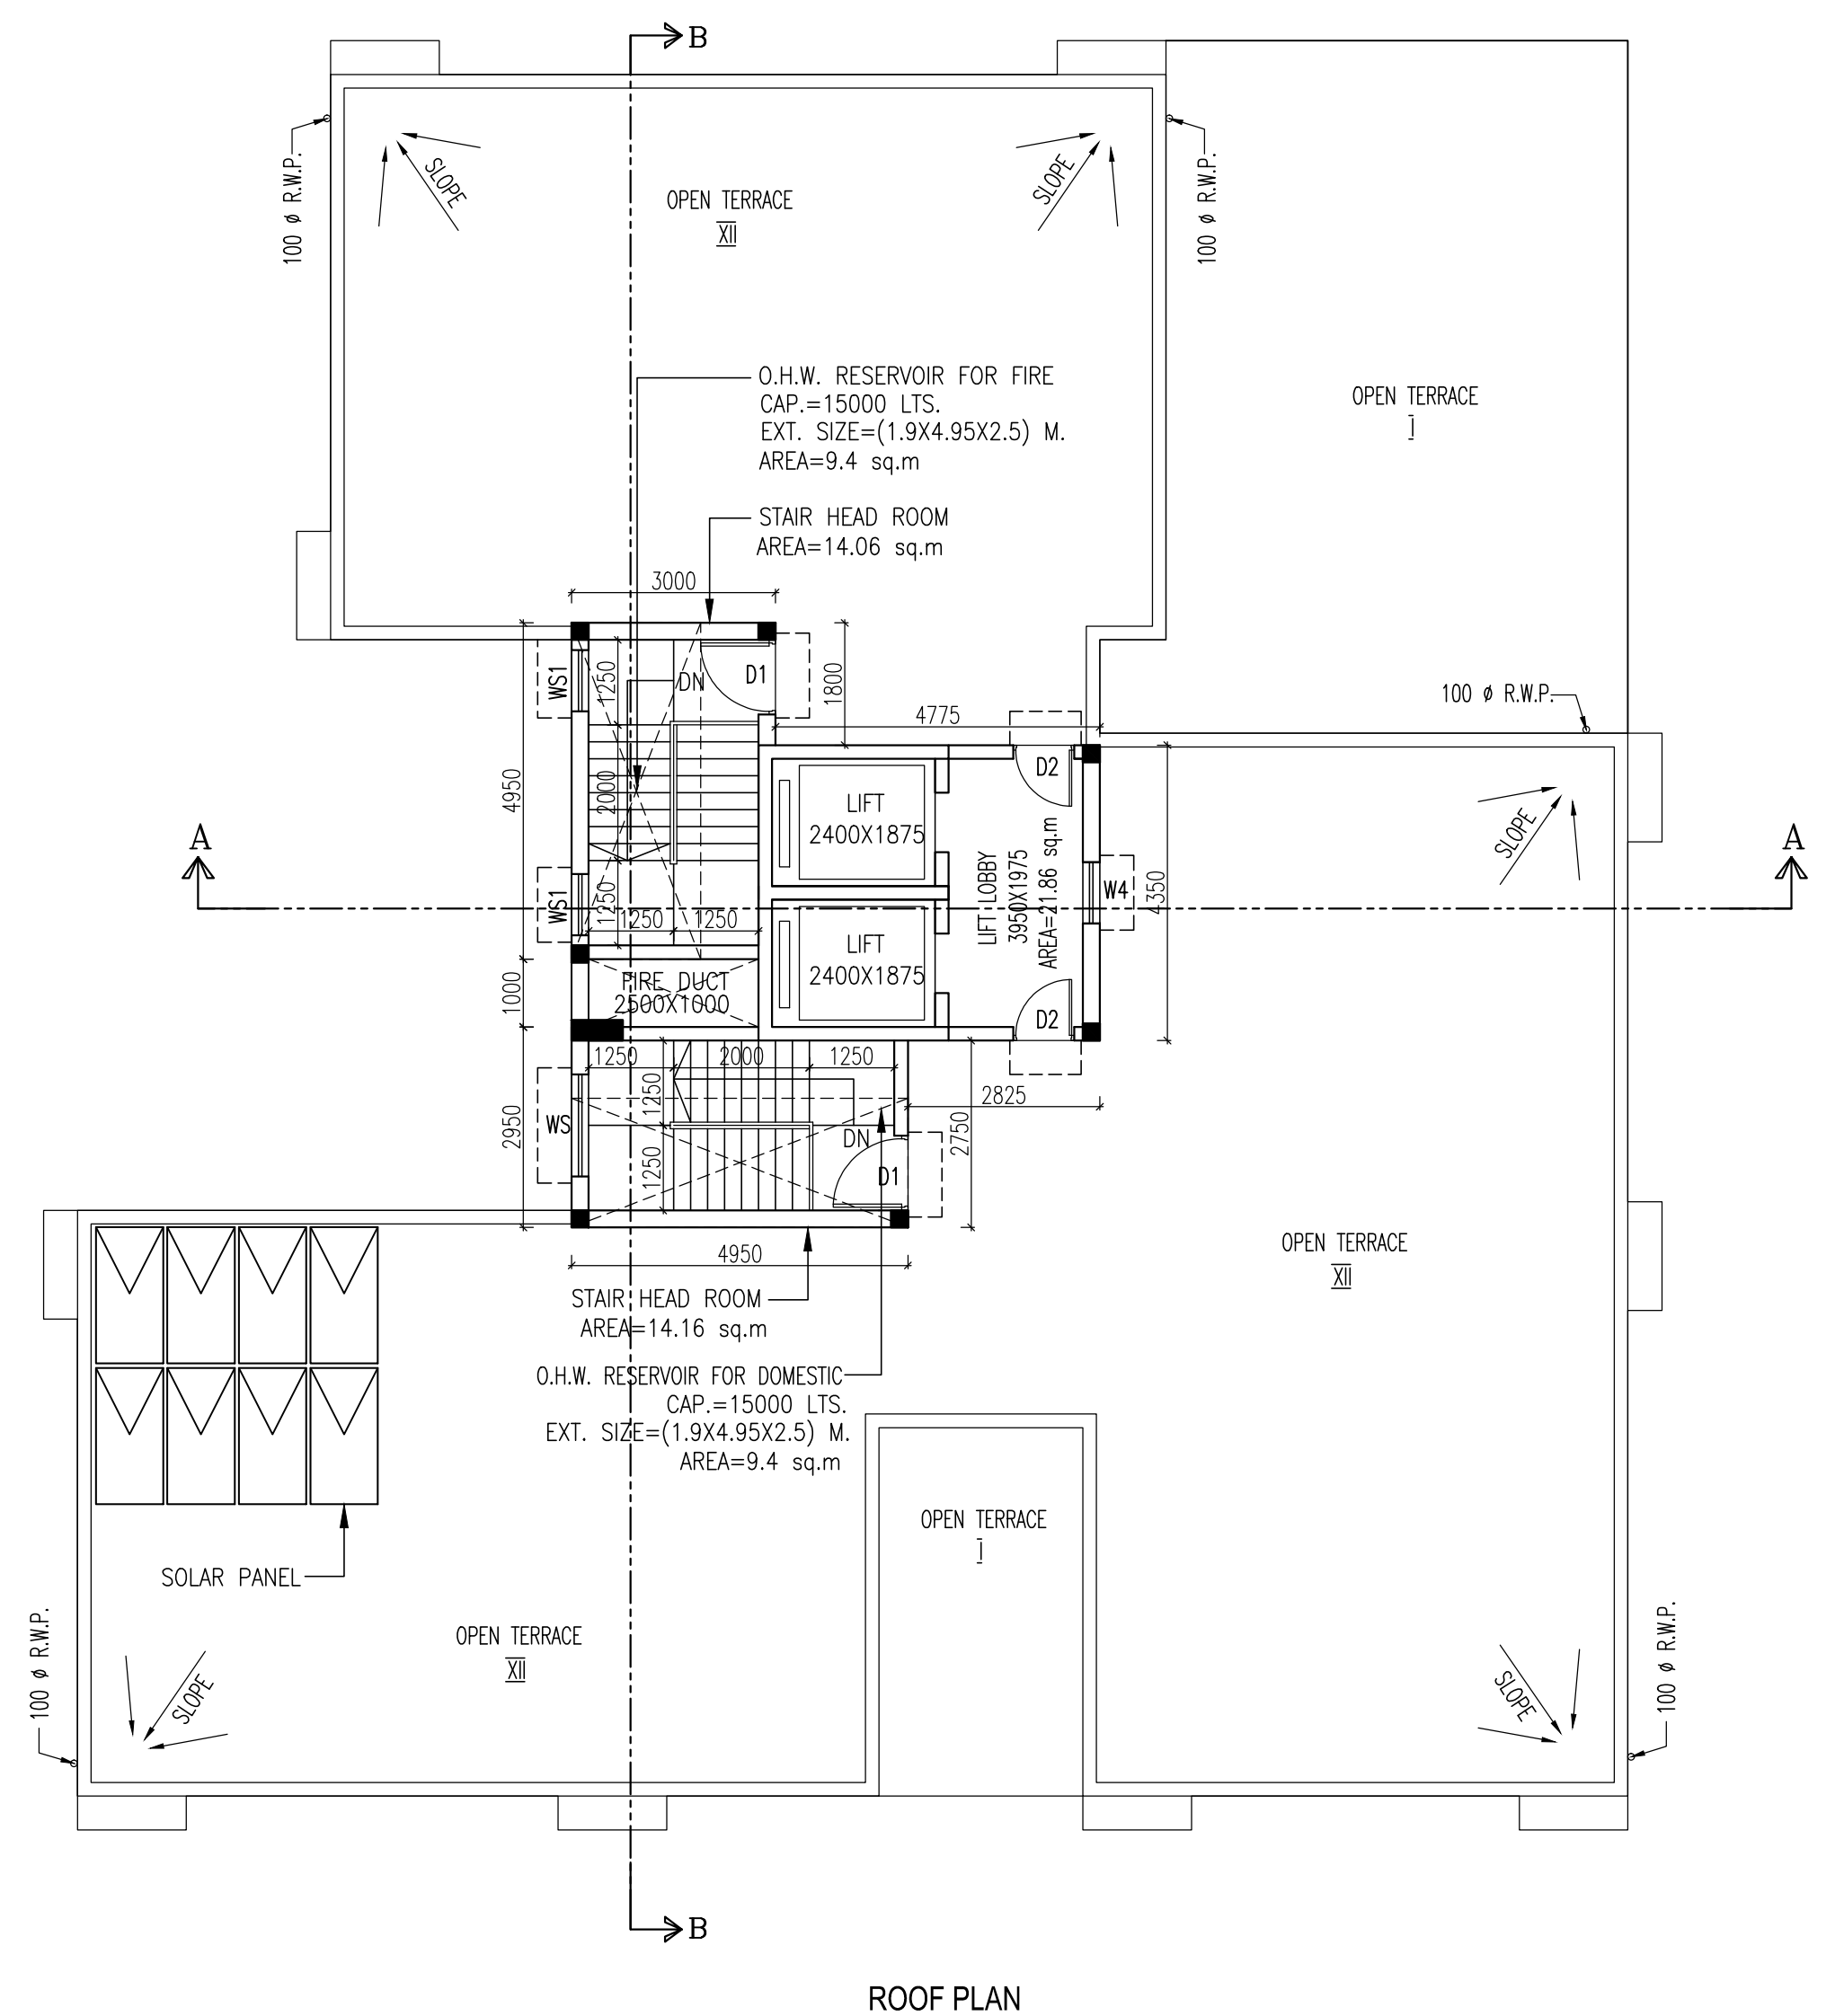 B
100 ø R.W.P.
SLOPE
OPEN TERRACE
XII
SLOPE
100 ø R.W.P.
O.H.W. RESERVOIR FOR FIRE
CAP.=15000 LTS.
EXT. SIZE=(1.9X4.95X2.5) M.
AREA=9.4 sq.m
OPEN TERRACE
I
STAIR HEAD ROOM
AREA=14.06 sq.m
3000
WS1
1250
DN
D1
1800
4775
100 ø R.W.P.
4950
2000
LIFT
2400X1875
D2
SLOPE
A
A
WS1
1250
1250
1250
LIFT
2400X1875
LIFT LOBBY
3950X1975
AREA=21.86 sq.m
W4
4350
1000
FIRE DUCT
2500X1000
D2
1250
2000
1250
2950
WS
1250
1250
DN
D1
2825
2750
4950
STAIR HEAD ROOM
AREA=14.16 sq.m
OPEN TERRACE
XII
O.H.W. RESERVOIR FOR DOMESTIC
CAP.=15000 LTS.
EXT. SIZE=(1.9X4.95X2.5) M.
AREA=9.4 sq.m
OPEN TERRACE
I
SOLAR PANEL
OPEN TERRACE
XII
100 ø R.W.P.
SLOPE
SLOPE
100 ø R.W.P.
B
ROOF PLAN